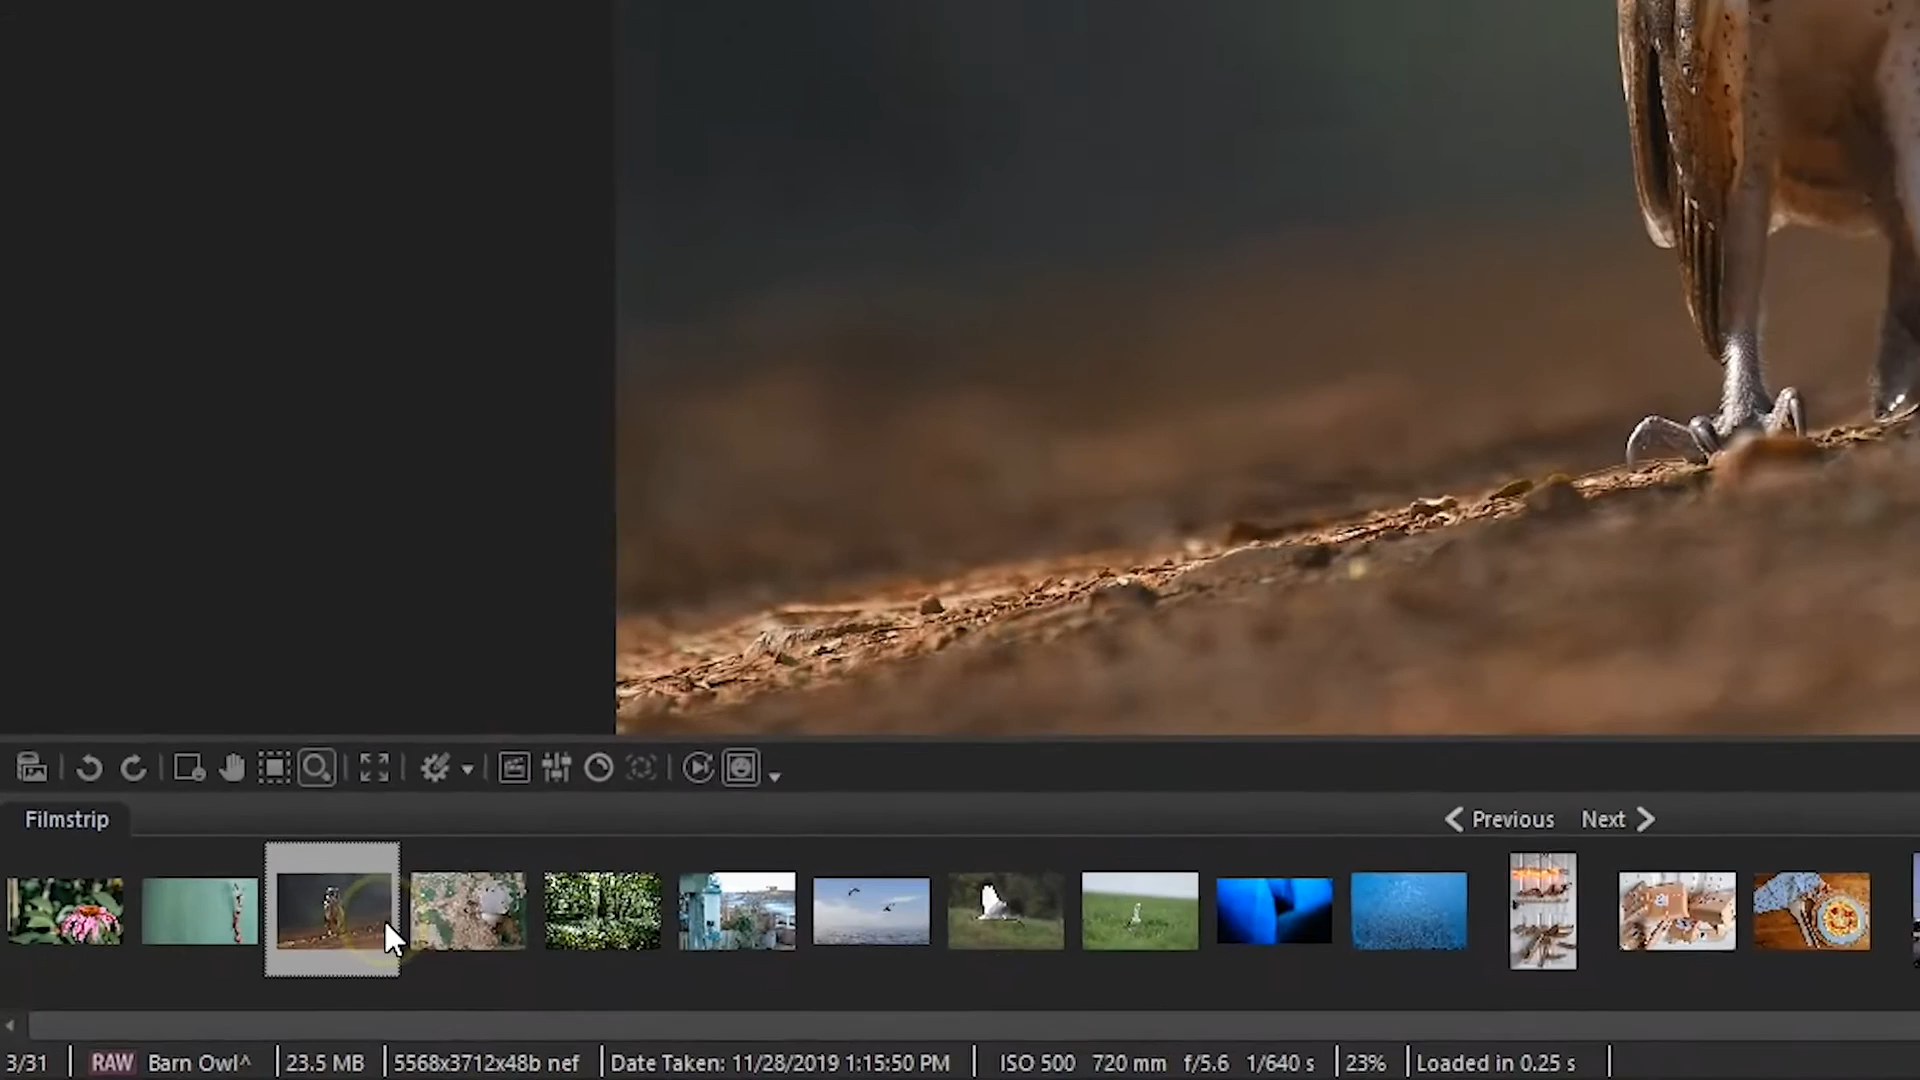 Filmstrip
Previous Next
3/31 RAW Barn Owl^ 23.5 MB 5568x3712x48b nef Date Taken: 11/28/2019 1:15:50 PM ISO 500 720 mm f/5.6 1/640 s 23% Loaded in 0.25 s